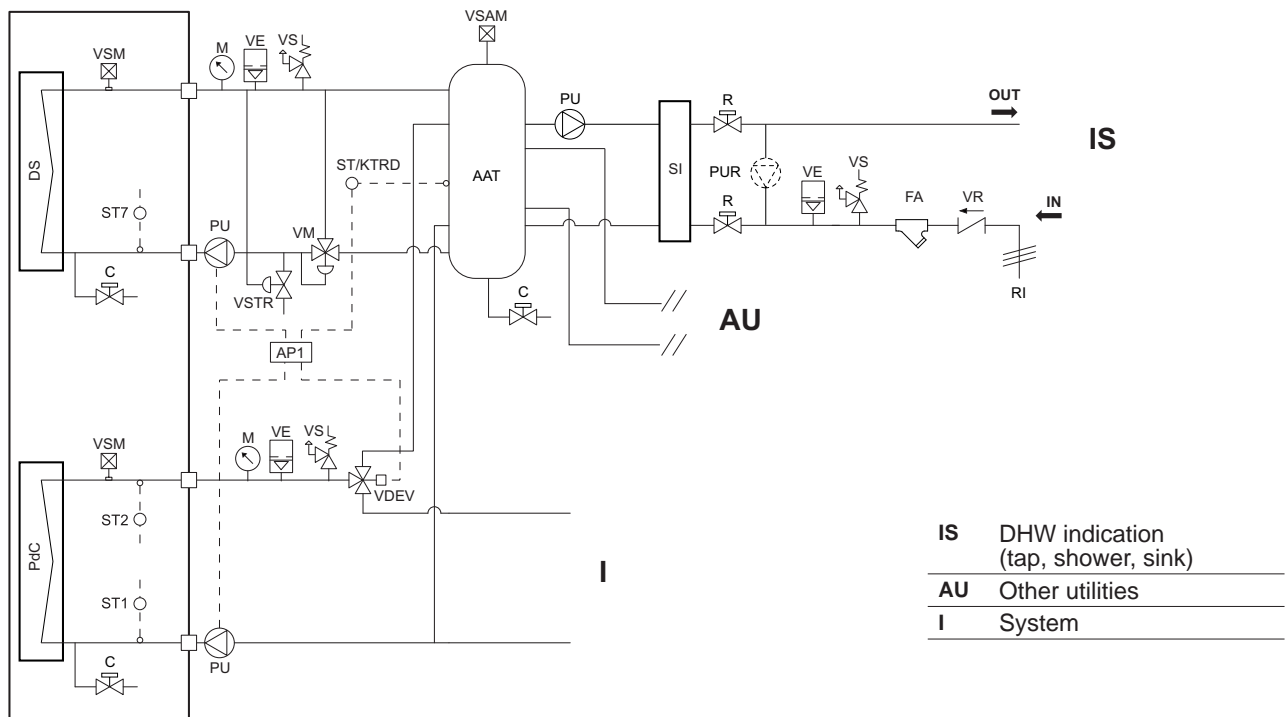 VSAM
VSM
M
VE
VS
PU
R
OUT
IS
DS
ST/KTRD
AAT
SI
PUR
VE
VS
FA
VR
IN
ST7
PU
VM
R
C
VSTR
C
RI
AU
AP1
VSM
M
VE
VS
VDEV
ST2
PdC
I
ST1
C
PU
IS DHW indication
(tap, shower, sink)
AU Other utilities
I System